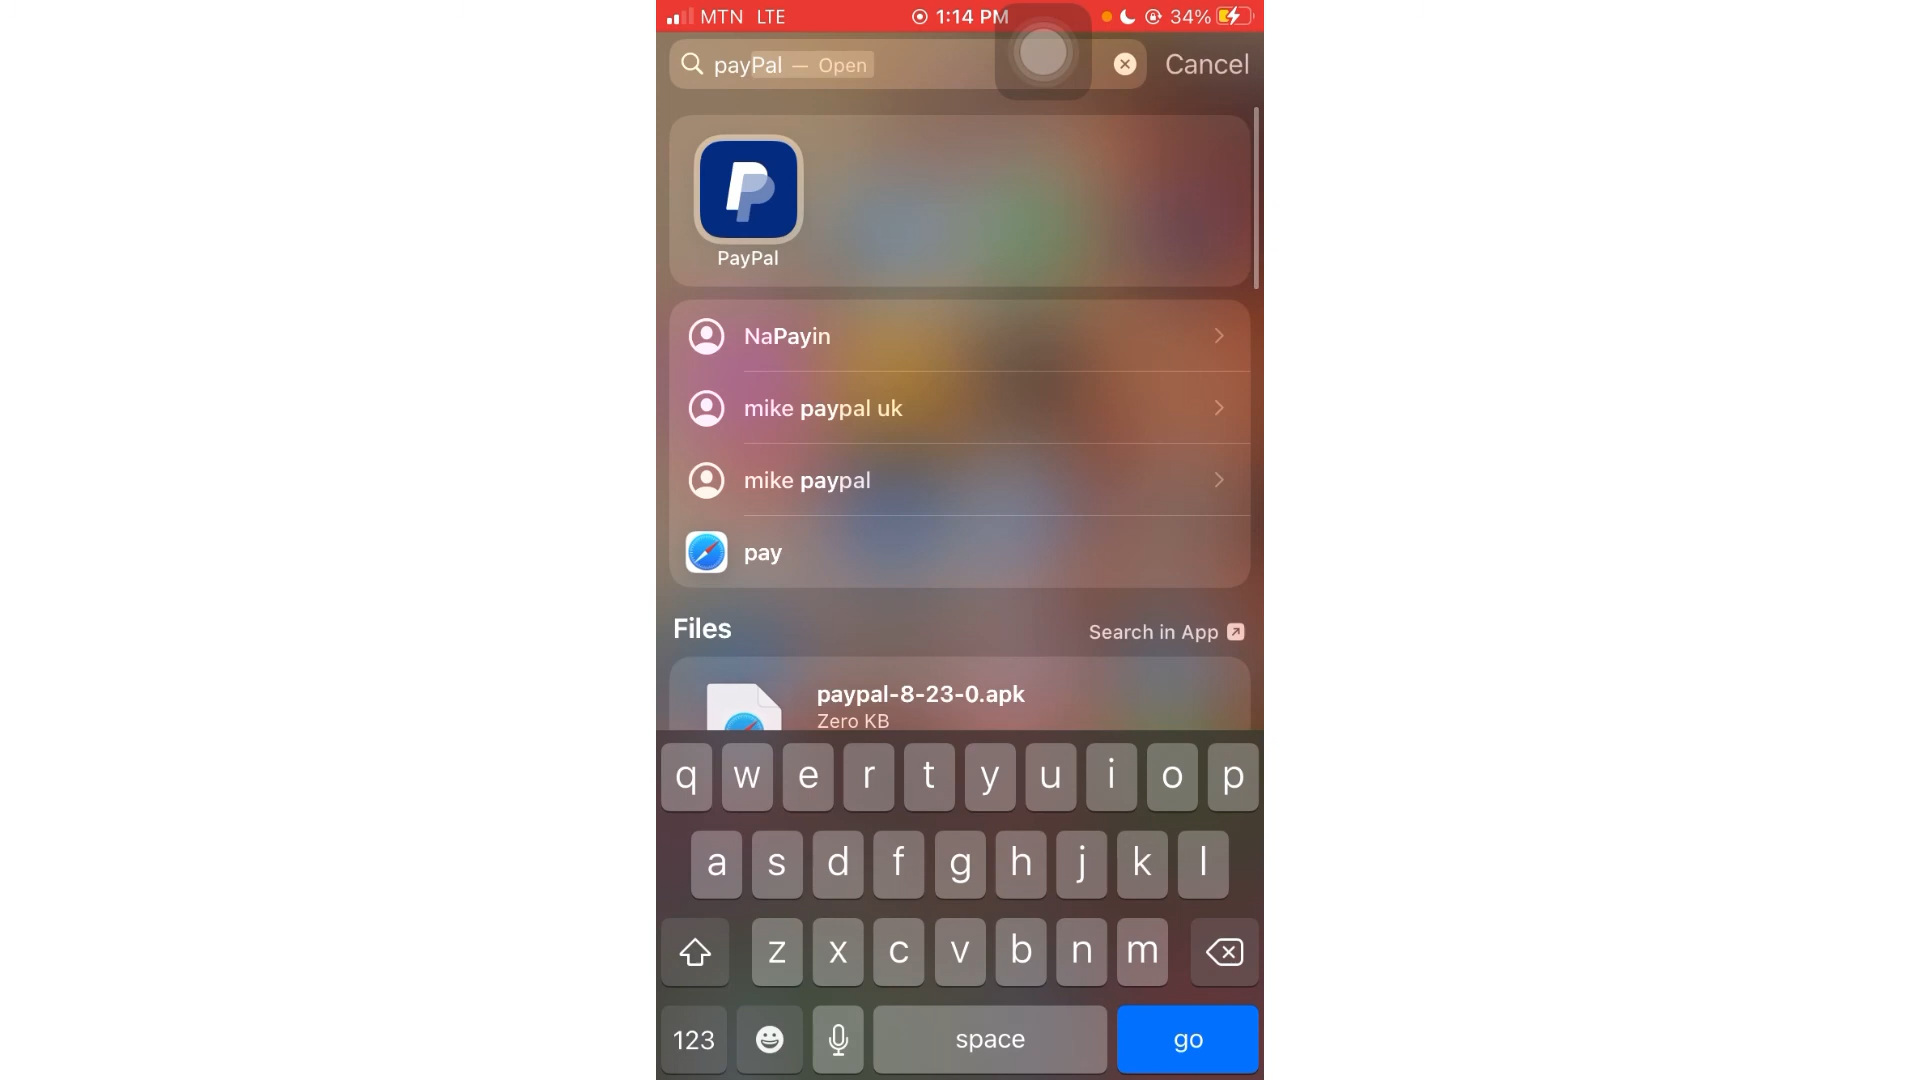 MTN LTE 1:14 PM 34%
payPal — Open Cancel
PayPal
NaPayin
mike paypal uk
mike paypal
pay
Files Search in App
paypal-8-23-0.apk
Zero KB
q w e r t y u i o p
a s d f g h j k l
z x c v b n m
123 space go